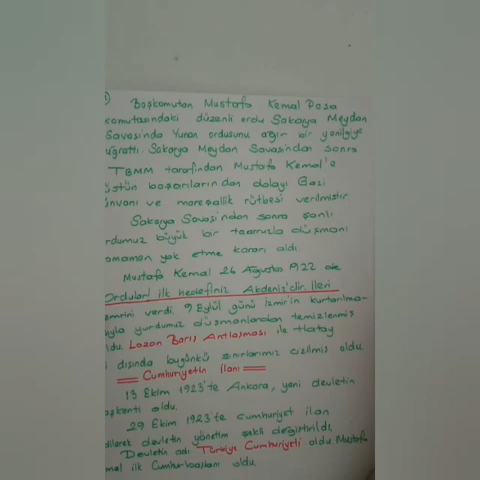 Başkomutan Mustafa Kemal Paşa
komutasındaki düzenli ordu Sakarya Meydan
Savaşında Yunan ordusunu ağır bir yenilgiye
uğrattı. Sakarya Meydan Savaşından sonra
TBMM tarafından Mustafa Kemal'e
üstün başarılarından dolayı Gazi
ünvanı ve mareşallik rütbesi verilmiştir
Sakarya Savaşı'ndan sonra şanlı
ordumuz büyük bir taarruzla düşmanı
tamamen yok etme kararı aldı.
Mustafa Kemal 26 Ağustos 1922 de
Ordular! ilk hedefiniz Akdeniz'dir. İleri
emrini verdi. 9 Eylül günü İzmir'in kurtarılma-
sıyla yurdumuz düşmanlardan temizlenmiş
oldu. Lozan Barış Antlaşması ile Hatay
dışında bugünkü sınırlarımız çizilmiş oldu.
Cumhuriyetin İlanı
13 Ekim 1923'te Ankara, yeni devletin
başkenti oldu.
29 Ekim 1923'te cumhuriyet ilan
edilerek devletin yönetim şekli değiştirildi.
Devletin adı Türkiye Cumhuriyeti oldu. Mustafa
Kemal ilk Cumhurbaşkanı oldu.